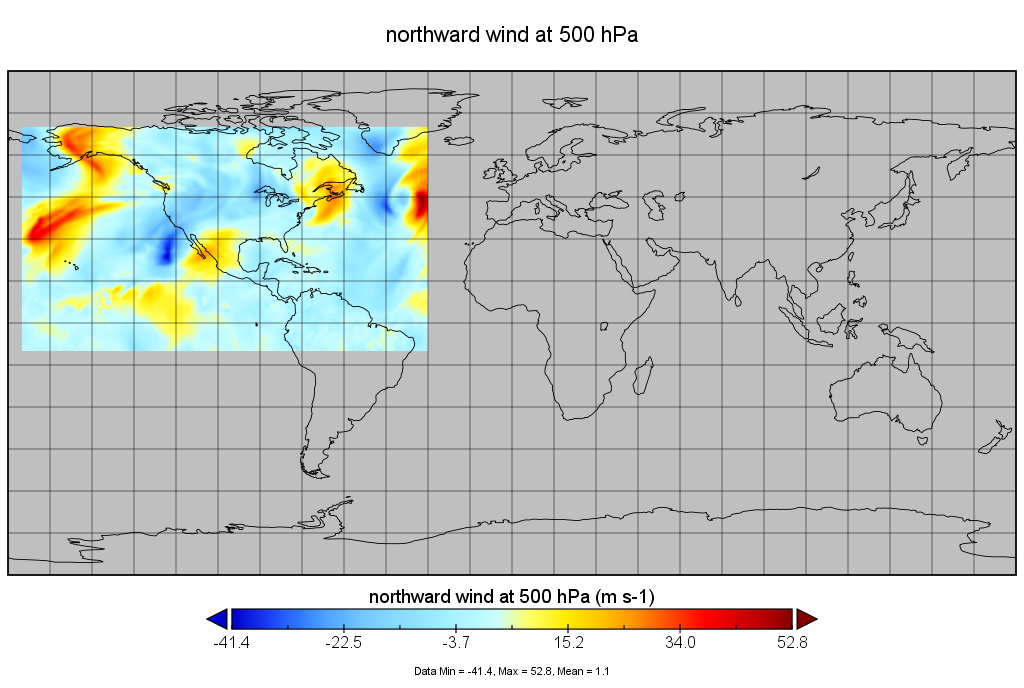 northward wind at 500 hPa
northward wind at 500 hPa (m s-1)
-41.4 -22.5 -3.7 15.2 34.0 52.8
Data Min = -41.4, Max = 52.8, Mean = 1.1